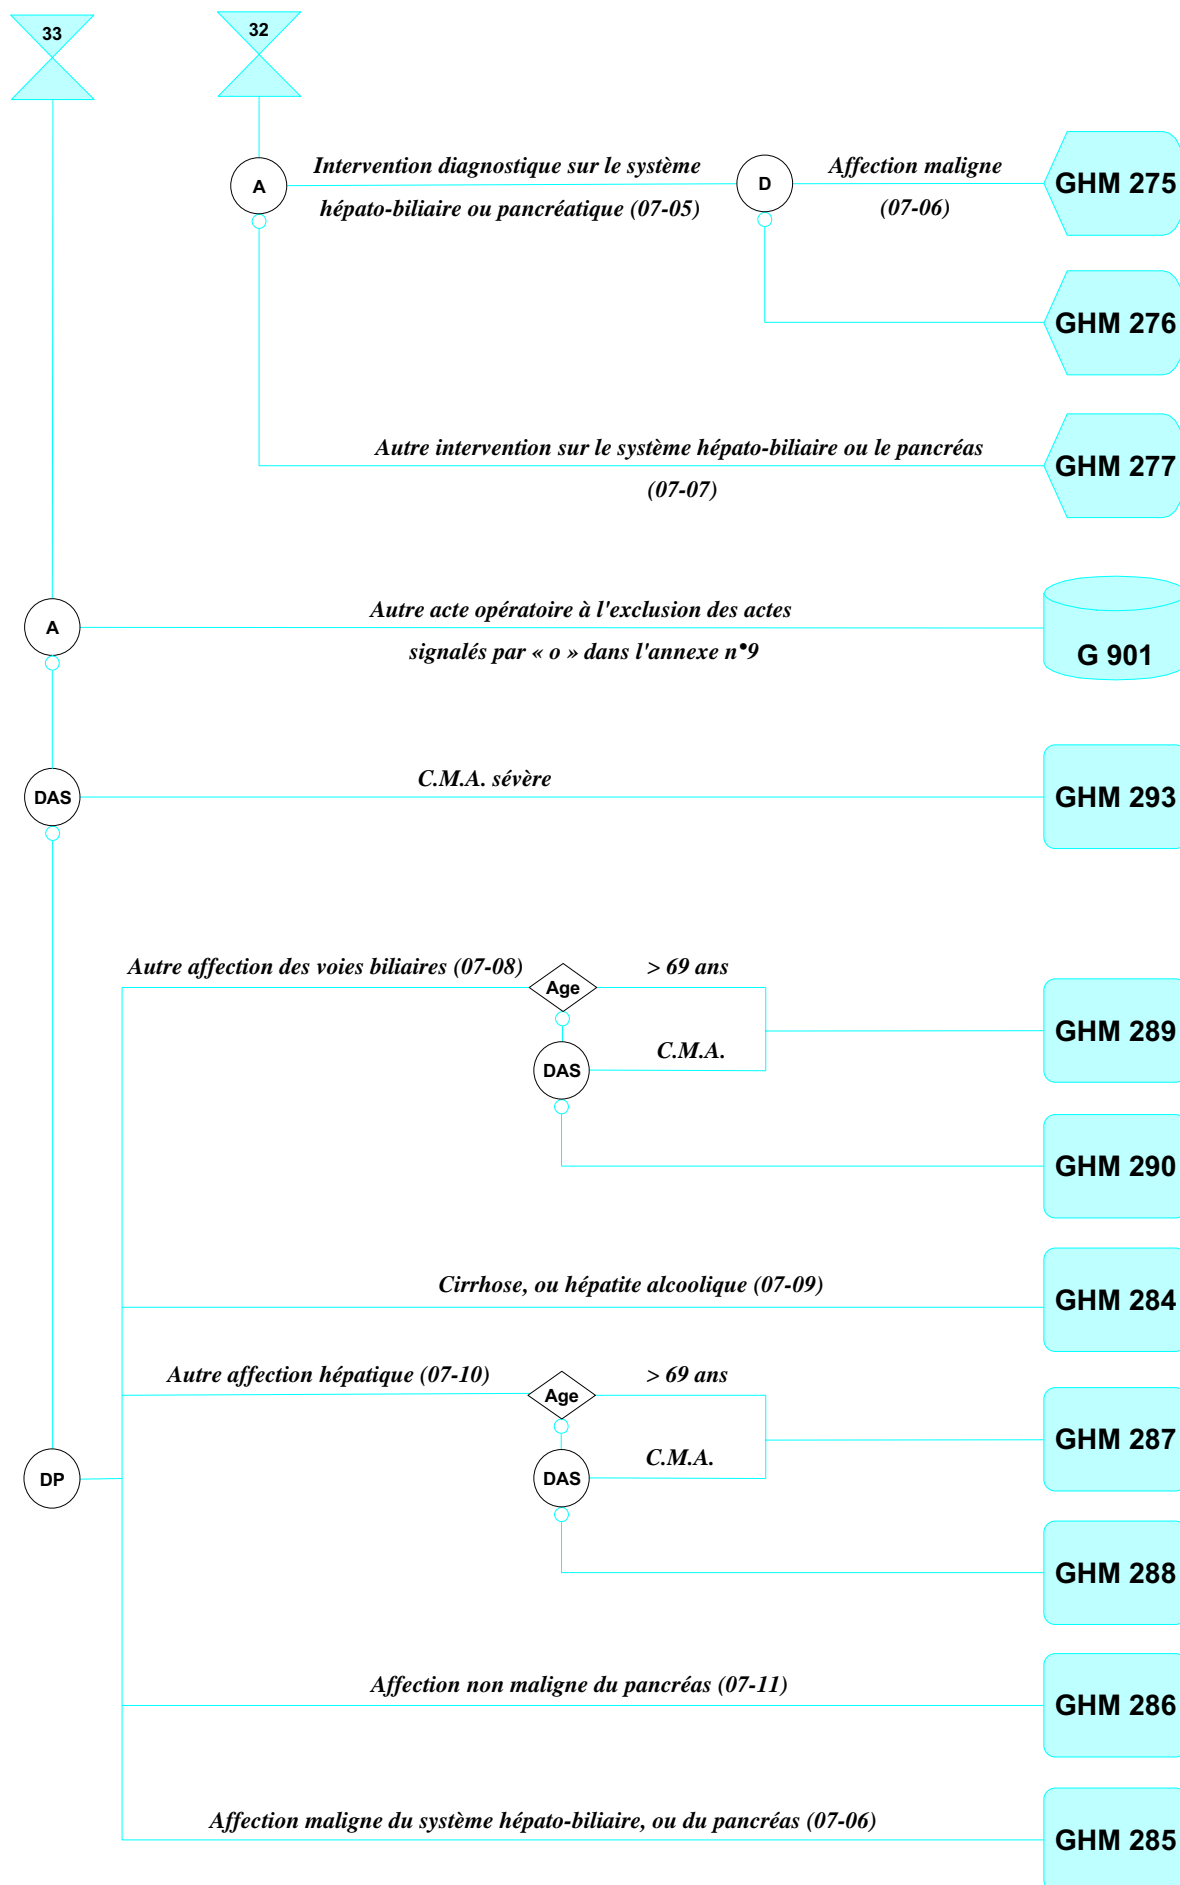 33
32
Intervention diagnostique sur le système
Affection maligne
A
D
GHM 275
hépato-biliaire ou pancréatique (07-05)
(07-06)
GHM 276
Autre intervention sur le système hépato-biliaire ou le pancréas
GHM 277
(07-07)
Autre acte opératoire à l'exclusion des actes
A
signalés par « o » dans l'annexe n°9
G 901
C.M.A. sévère
DAS
GHM 293
Autre affection des voies biliaires (07-08)
> 69 ans
Age
GHM 289
C.M.A.
DAS
GHM 290
Cirrhose, ou hépatite alcoolique (07-09)
GHM 284
Autre affection hépatique (07-10)
> 69 ans
Age
GHM 287
C.M.A.
DP
DAS
GHM 288
Affection non maligne du pancréas (07-11)
GHM 286
Affection maligne du système hépato-biliaire, ou du pancréas (07-06)
GHM 285